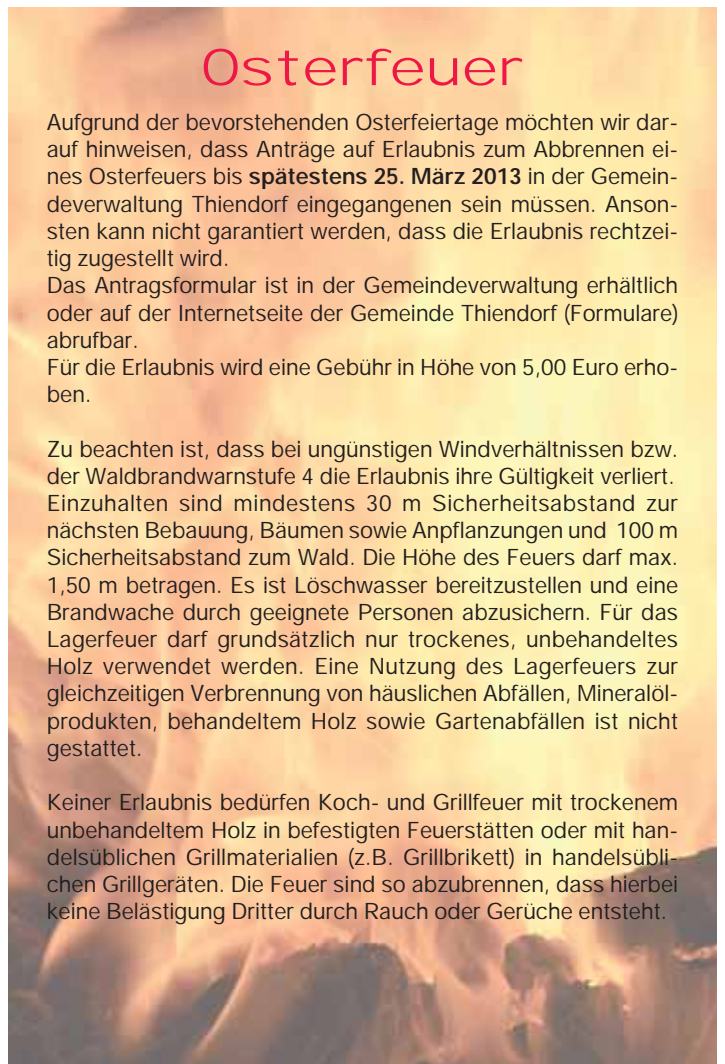 Osterfeuer
Aufgrund der bevorstehenden Osterfeiertage möchten wir dar-
auf hinweisen, dass Anträge auf Erlaubnis zum Abbrennen ei-
nes Osterfeuers bis spätestens 25. März 2013 in der Gemein-
deverwaltung Thiendorf eingegangenen sein müssen. Anson-
sten kann nicht garantiert werden, dass die Erlaubnis rechtzei-
tig zugestellt wird.
Das Antragsformular ist in der Gemeindeverwaltung erhältlich
oder auf der Internetseite der Gemeinde Thiendorf (Formulare)
abrufbar.
Für die Erlaubnis wird eine Gebühr in Höhe von 5,00 Euro erho-
ben.
Zu beachten ist, dass bei ungünstigen Windverhältnissen bzw.
der Waldbrandwarnstufe 4 die Erlaubnis ihre Gültigkeit verliert.
Einzuhalten sind mindestens 30 m Sicherheitsabstand zur
nächsten Bebauung, Bäumen sowie Anpflanzungen und 100 m
Sicherheitsabstand zum Wald. Die Höhe des Feuers darf max.
1,50 m betragen. Es ist Löschwasser bereitzustellen und eine
Brandwache durch geeignete Personen abzusichern. Für das
Lagerfeuer darf grundsätzlich nur trockenes, unbehandeltes
Holz verwendet werden. Eine Nutzung des Lagerfeuers zur
gleichzeitigen Verbrennung von häuslichen Abfällen, Mineralöl-
produkten, behandeltem Holz sowie Gartenabfällen ist nicht
gestattet.
Keiner Erlaubnis bedürfen Koch- und Grillfeuer mit trockenem
unbehandeltem Holz in befestigten Feuerstätten oder mit han-
delsüblichen Grillmaterialien (z.B. Grillbrikett) in handelsübli-
chen Grillgeräten. Die Feuer sind so abzubrennen, dass hierbei
keine Belästigung Dritter durch Rauch oder Gerüche entsteht.